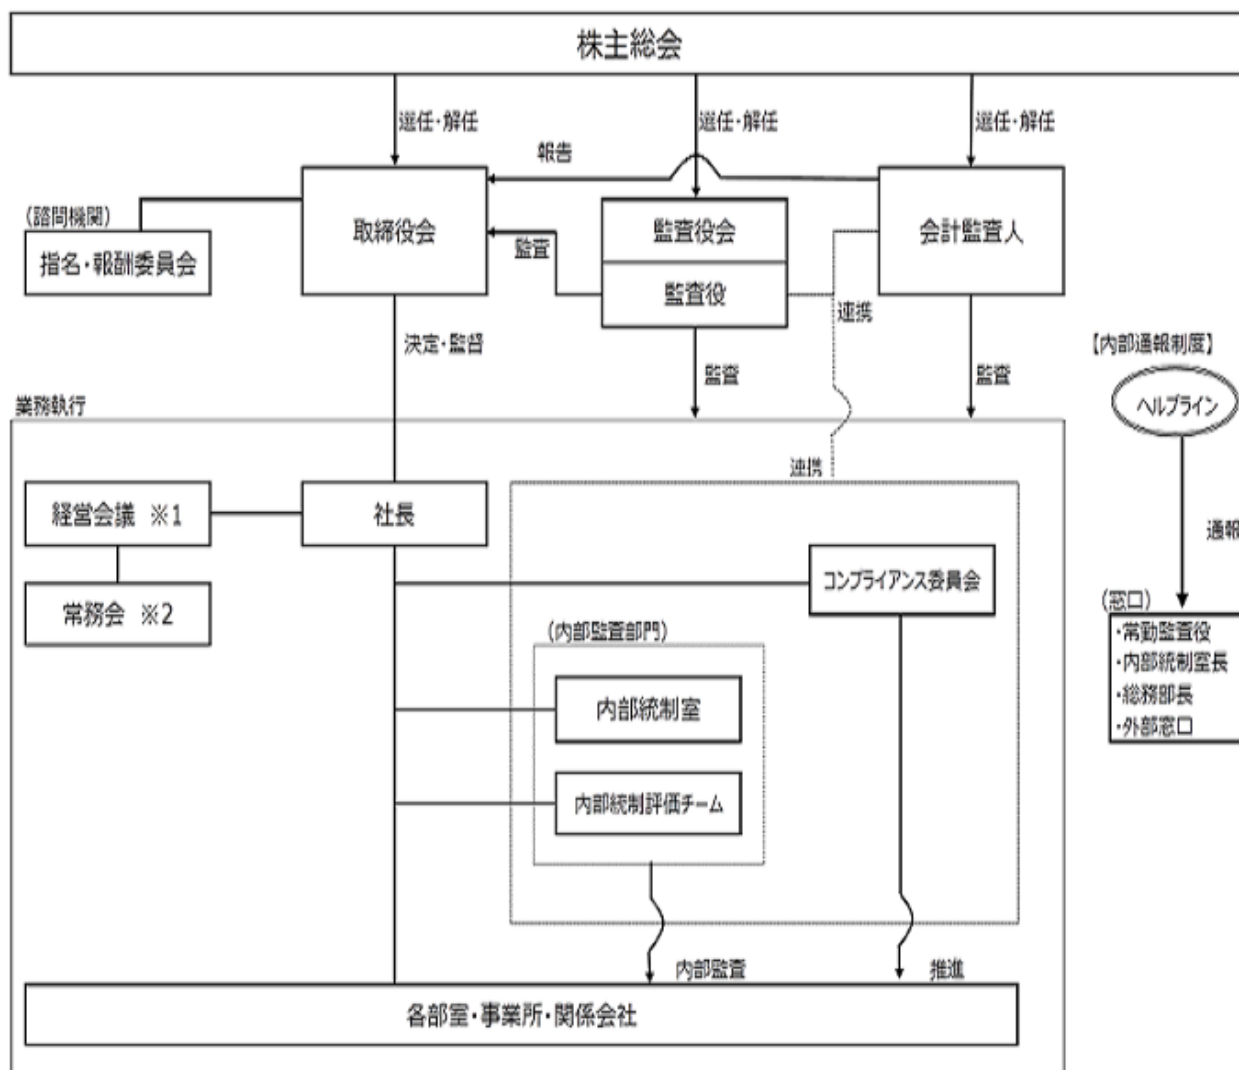 株主総会
選任・解任
選任・解任
選任・解任
報告
(諮問機関)
指名・報酬委員会
取締役会
監査
監査役会
監査役
会計監査人
連携
決定・監督
監査
監査
【内部通報制度】
ヘルプライン
業務執行
連携
経営会議 ※1
社長
常務会 ※2
コンプライアンス委員会
通報
(窓口)
・常勤監査役
・内部統制室長
・総務部長
・外部窓口
(内部監査部門)
内部統制室
内部統制評価チーム
内部監査
推進
各部室・事業所・関係会社